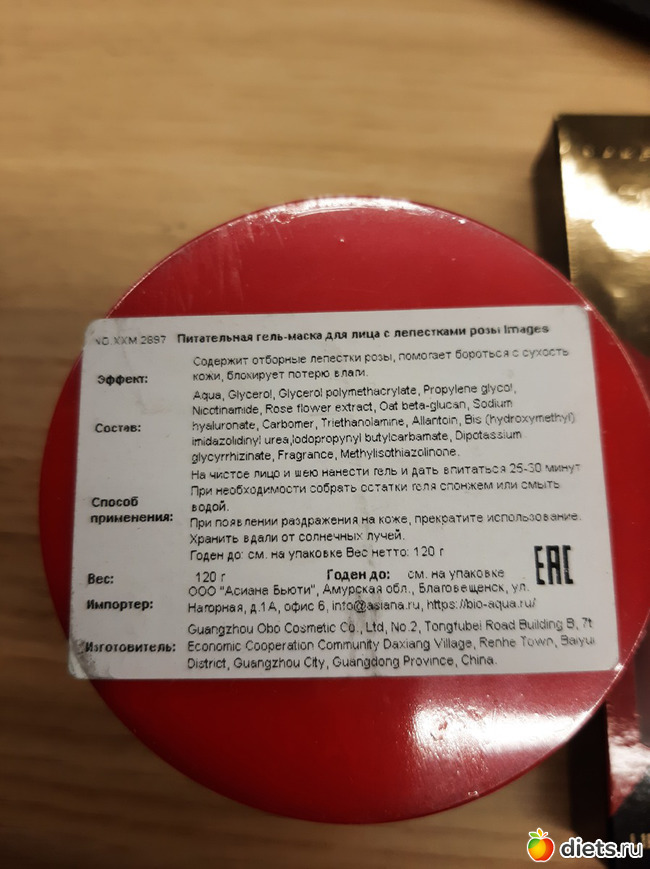 NO.XXM.2897 Питательная гель-маска для лица с лепестками розы Images
Эффект:
Содержит отборные лепестки розы, помогает бороться с сухость
кожи, блокирует потерю влаги.
Состав:
Aqua, Glycerol, Glycerol polymethacrylate, Propylene glycol,
Nicotinamide, Rose flower extract, Oat beta-glucan, Sodium
hyaluronate, Carbomer, Triethanolamine, Allantoin, Bis (hydroxymethyl)
imidazolidinyl urea,Iodopropynyl butylcarbamate, Dipotassium
glycyrrhizinate, Fragrance, Methylisothiazolinone.
Способ
применения:
На чистое лицо и шею нанести гель и дать впитаться 25-30 минут
При необходимости собрать остатки геля спонжем или смыть
водой.
При появлении раздражения на коже, прекратите использование.
Хранить вдали от солнечных лучей.
Годен до: см. на упаковке Вес нетто: 120 г
Вес: 120 г Годен до: см. на упаковке
EAC
Импортер:
ООО "Асиана Бьюти", Амурская обл., Благовещенск, ул.
Нагорная, д.1А, офис 6, info@asiana.ru, https://bio-aqua.ru/
Изготовитель:
Guangzhou Obo Cosmetic Co., Ltd, No.2, Tongfubei Road Building B, 7t
Economic Cooperation Community Daxiang Village, Renhe Town, Baiyu
District, Guangzhou City, Guangdong Province, China.
diets.ru